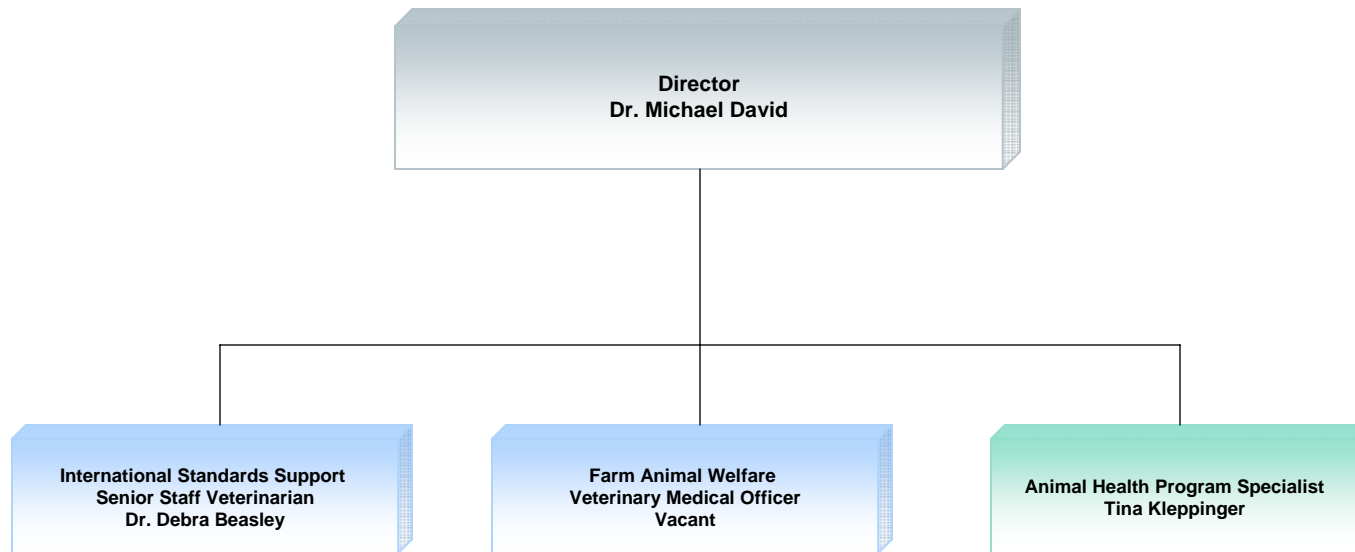 Director
Dr. Michael David
International Standards Support
Senior Staff Veterinarian
Dr. Debra Beasley
Farm Animal Welfare
Veterinary Medical Officer
Vacant
Animal Health Program Specialist
Tina Kleppinger